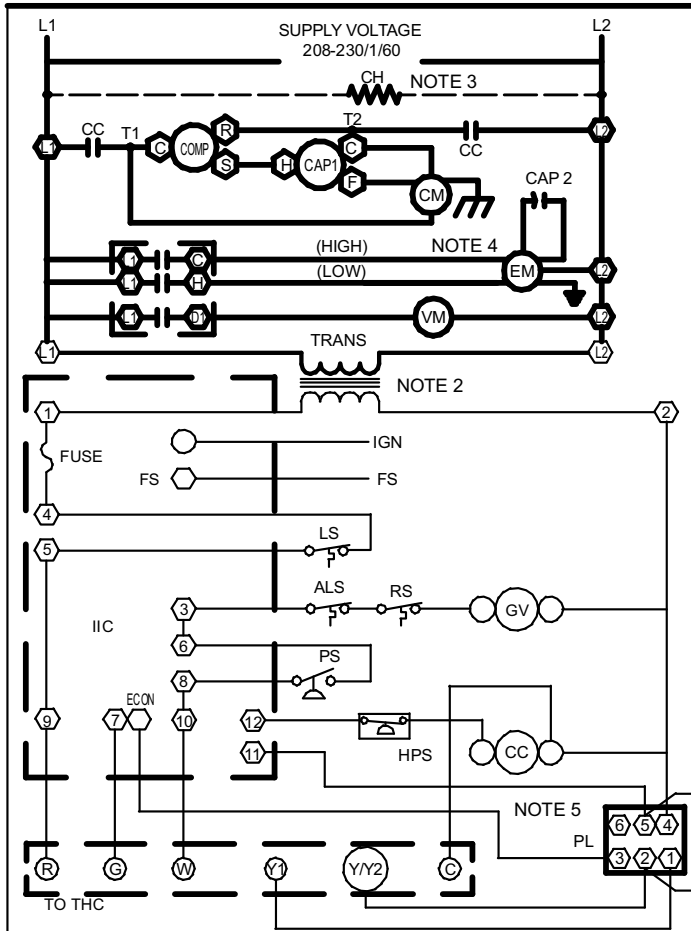 L1 SUPPLY VOLTAGE L2
208-230/1/60
CH NOTE 3
T1 T2
CC R CC
L1 C COMP C L2
S H CAP1
F CM CAP 2
(HIGH) NOTE 4
L1 C
(LOW) EM L2
L1 H
L1 D1 VM L2
TRANS
L1 L2
NOTE 2
1 2
IGN
FUSE
FS FS
4
LS
5
ALS RS
3 GV
IIC
6
PS
8
ECON
9 7 10 12
CC
11 HPS
NOTE 5
6 5 4
PL
3 2 1
R G W Y1 Y/Y2 C
TO THC